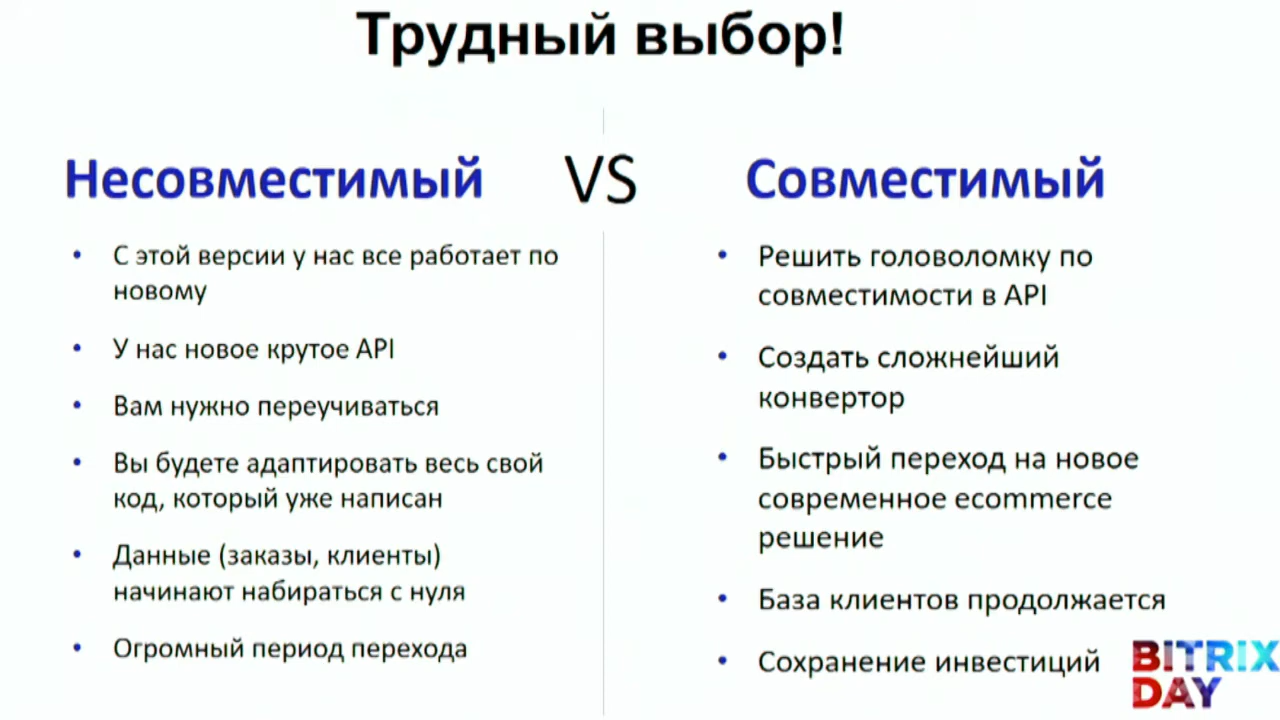 Трудный выбор!
Несовместимый
VS
Совместимый
• С этой версии у нас все работает по
новому
• У нас новое крутое API
• Вам нужно переучиваться
• Вы будете адаптировать весь свой
код, который уже написан
• Данные (заказы, клиенты)
начинают набираться с нуля
• Огромный период перехода
• Решить головоломку по
совместимости в API
• Создать сложнейший
конвертор
• Быстрый переход на новое
современное ecommerce
решение
• База клиентов продолжается
• Сохранение инвестиций
BITRIX
DAY